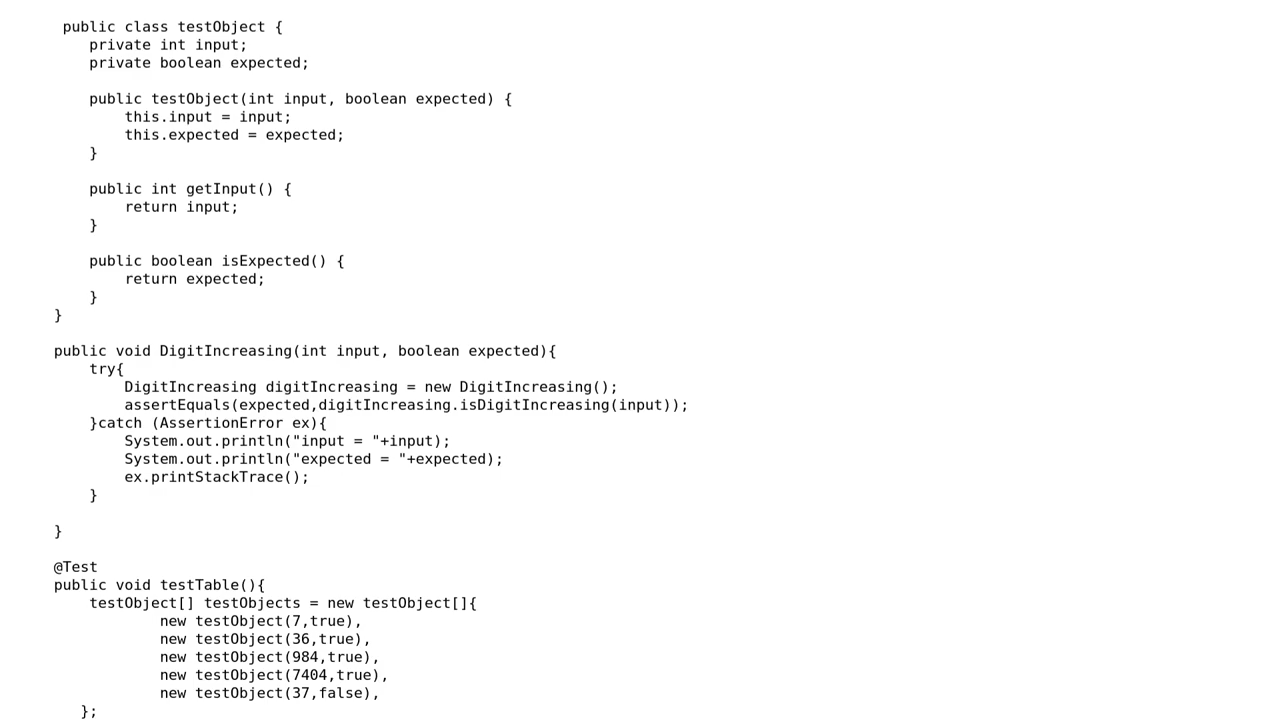 public class testObject {
private int input;
private boolean expected;
public testObject(int input, boolean expected) {
this.input = input;
this.expected = expected;
}
public int getInput() {
return input;
}
public boolean isExpected() {
return expected;
}
}
public void DigitIncreasing(int input, boolean expected){
try{
DigitIncreasing digitIncreasing = new DigitIncreasing();
assertEquals(expected,digitIncreasing.isDigitIncreasing(input));
}catch (AssertionError ex){
System.out.println("input = "+input);
System.out.println("expected = "+expected);
ex.printStackTrace();
}
}
@Test
public void testTable(){
testObject[] testObjects = new testObject[]{
new testObject(7,true),
new testObject(36,true),
new testObject(984,true),
new testObject(7404,true),
new testObject(37,false),
};